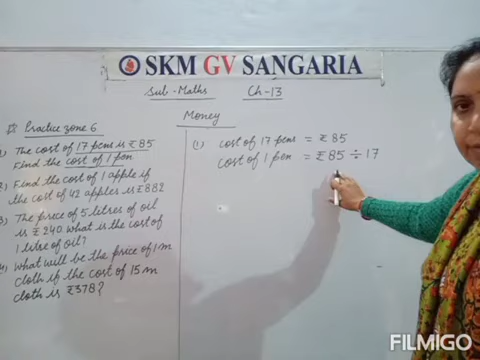 SKM GV SANGARIA
Sub - Maths Ch-13
Money
Practice zone 6
1) The cost of 17 pens is ₹85
Find the cost of 1 pen
2) Find the cost of 1 apple if
the cost of 42 apples is ₹882
3) The price of 5 litres of oil
is ₹240. What is the cost of
1 litre of oil?
4) What will be the price of 1 m
cloth if the cost of 15 m
cloth is ₹378?
(1) cost of 17 pens = ₹85
cost of 1 pen = ₹85 ÷ 17
FILMIGO